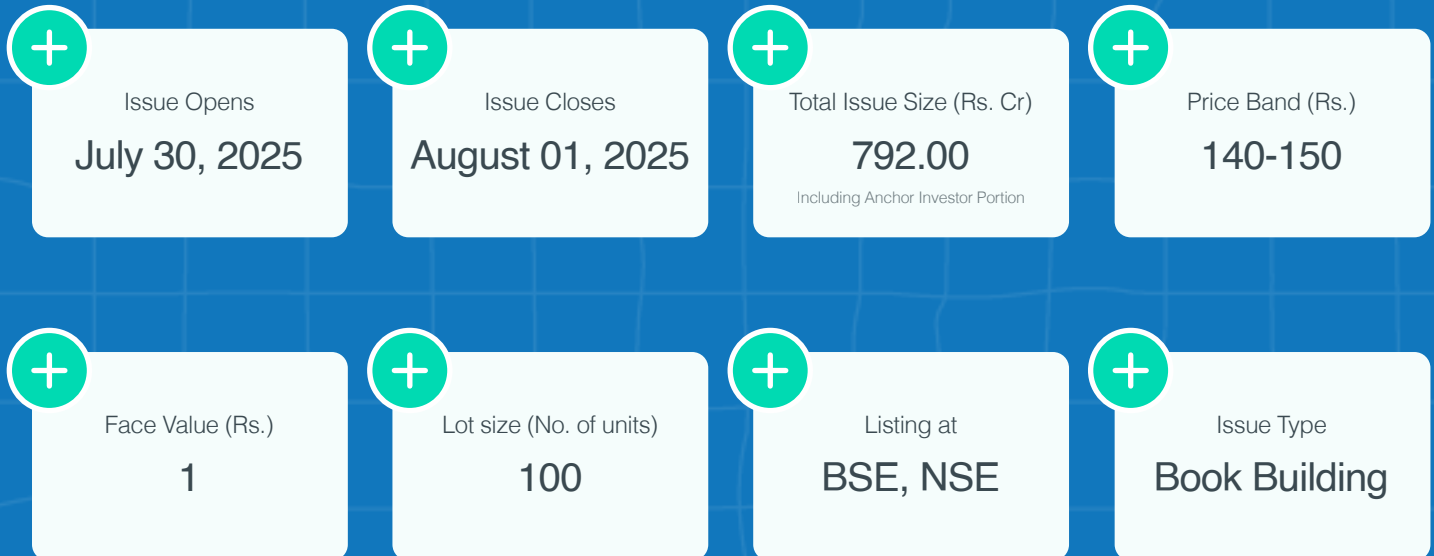 Issue Opens
July 30, 2025
Issue Closes
August 01, 2025
Total Issue Size (Rs. Cr)
792.00
Including Anchor Investor Portion
Price Band (Rs.)
140-150
Face Value (Rs.)
1
Lot size (No. of units)
100
Listing at
BSE, NSE
Issue Type
Book Building